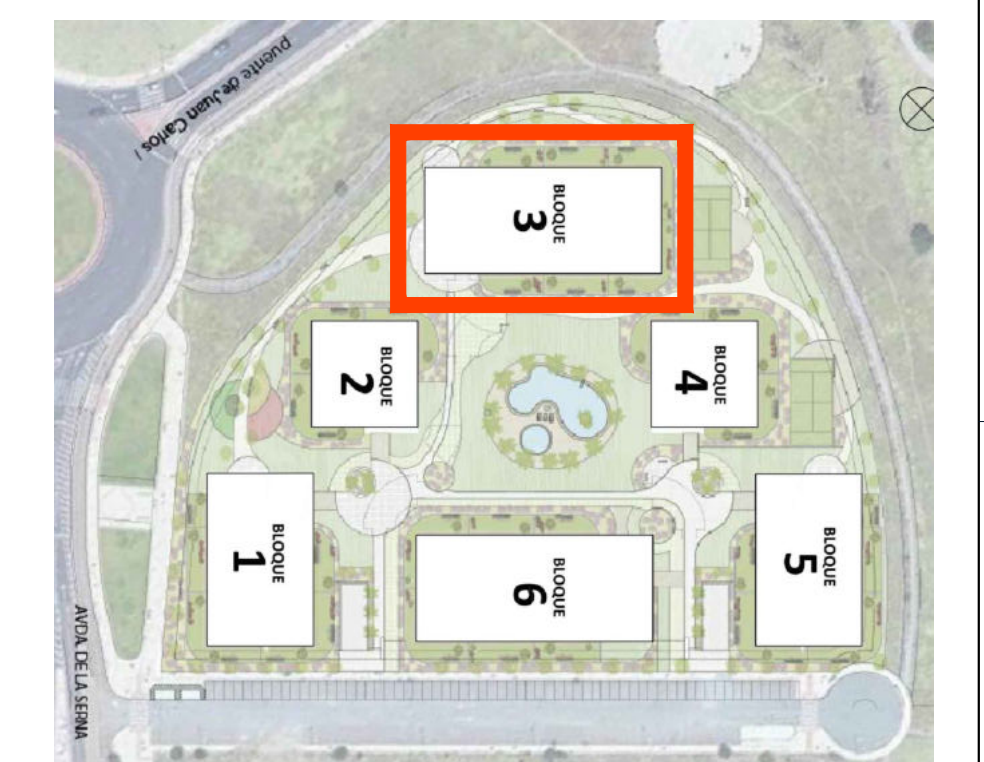 puente de Juan Carlos I
BLOQUE
3
BLOQUE
2
BLOQUE
4
BLOQUE
1
BLOQUE
6
BLOQUE
5
AVDA. DE LA SERNA